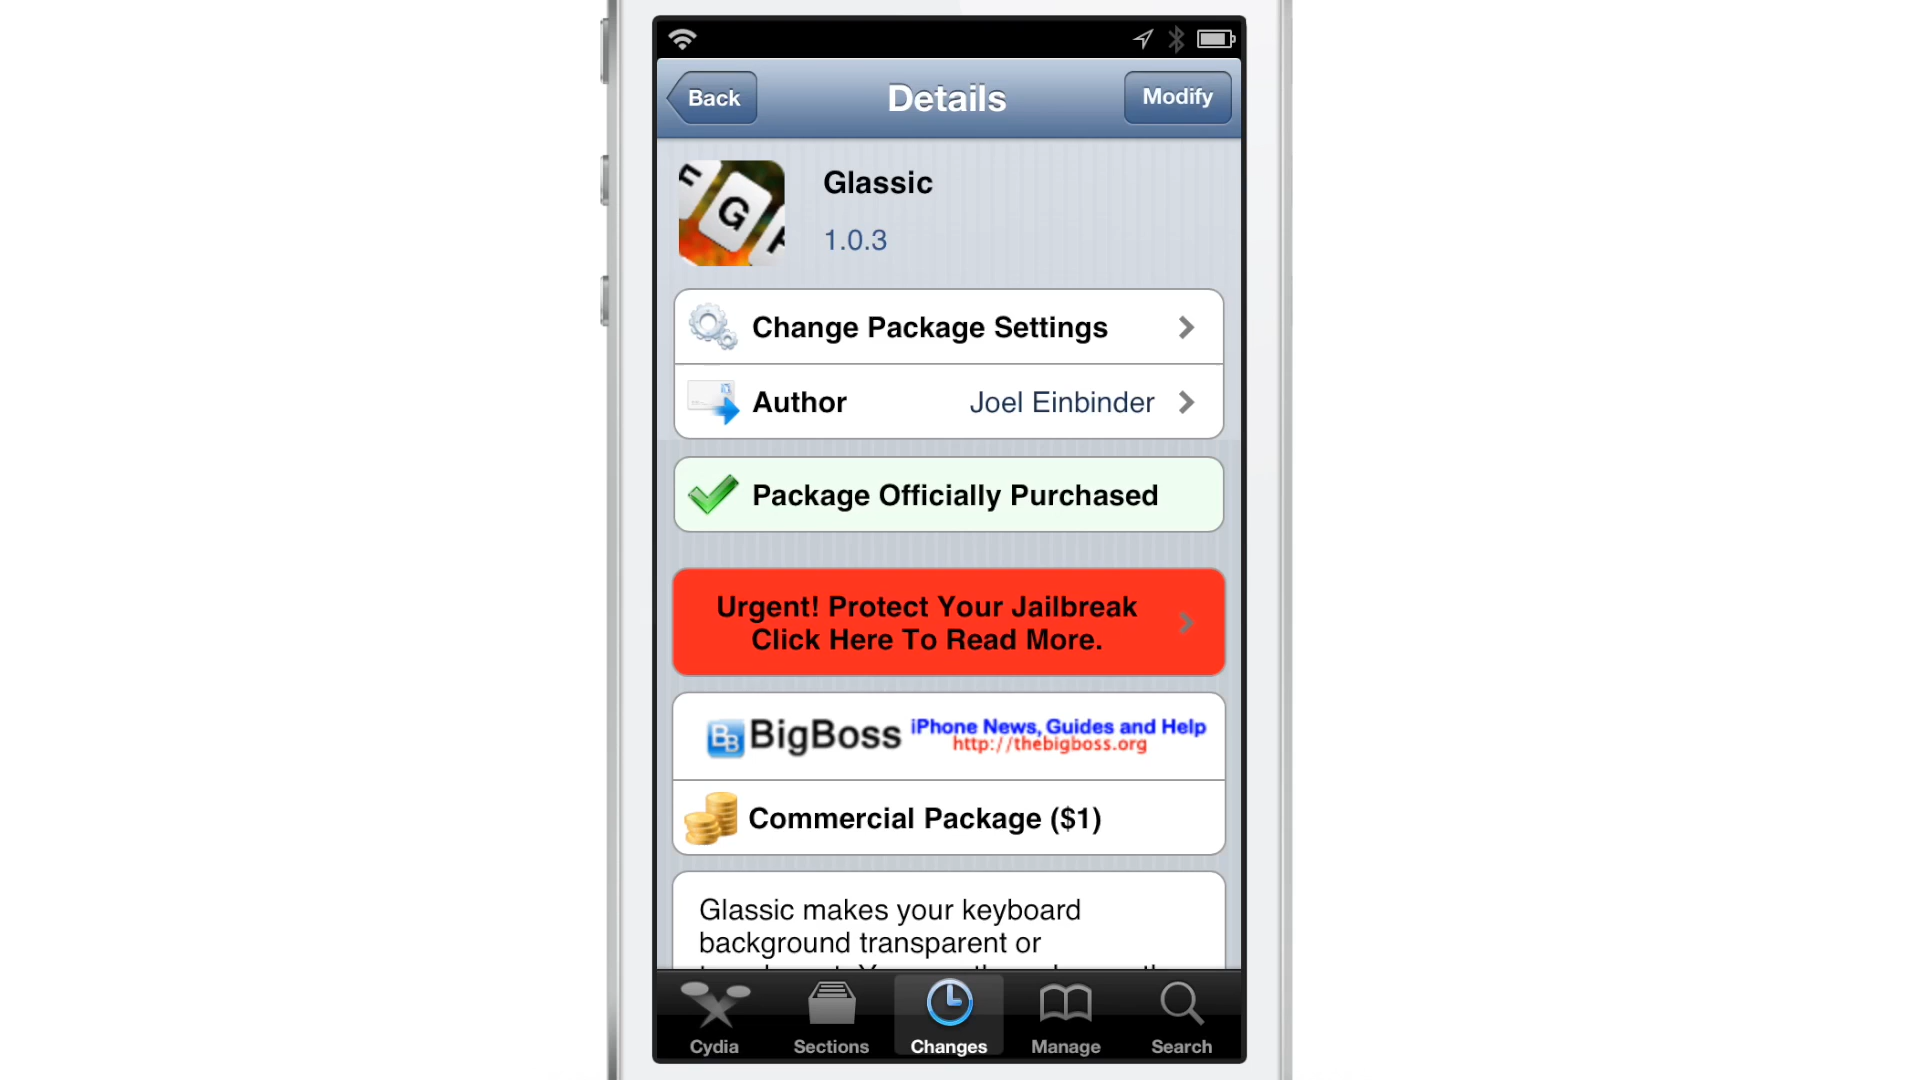 Back
Details
Modify
G
Glassic
1.0.3
Change Package Settings
Author
Joel Einbinder
Package Officially Purchased
Urgent! Protect Your Jailbreak
Click Here To Read More.
BB
BigBoss
iPhone News, Guides and Help
http://thebigboss.org
Commercial Package ($1)
Glassic makes your keyboard
background transparent or
Cydia
Sections
Changes
Manage
Search